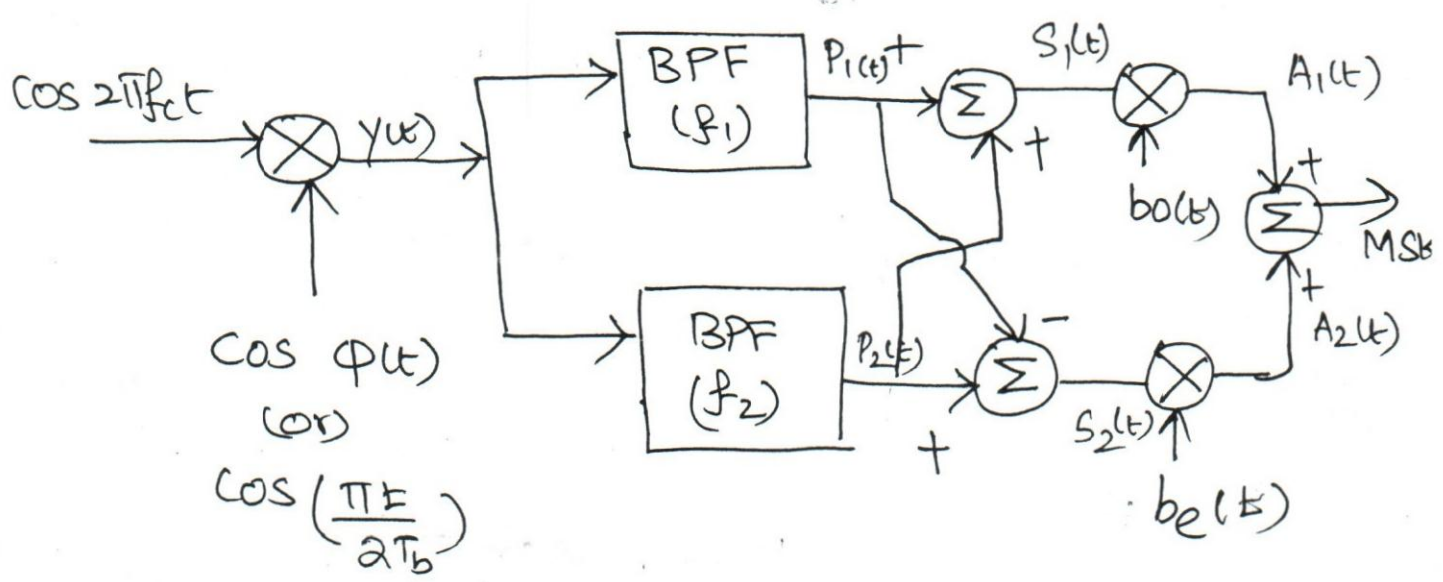 cos 2πfct
y(t)
cos φ(t)
(or)
cos (πt/2Tb)
BPF
(f1)
P1(t) +
Σ
+
S1(t)
b0(t)
A1(t)
+
Σ
MSK
+
A2(t)
BPF
(f2)
P2(t)
+
-
Σ
S2(t)
be(t)